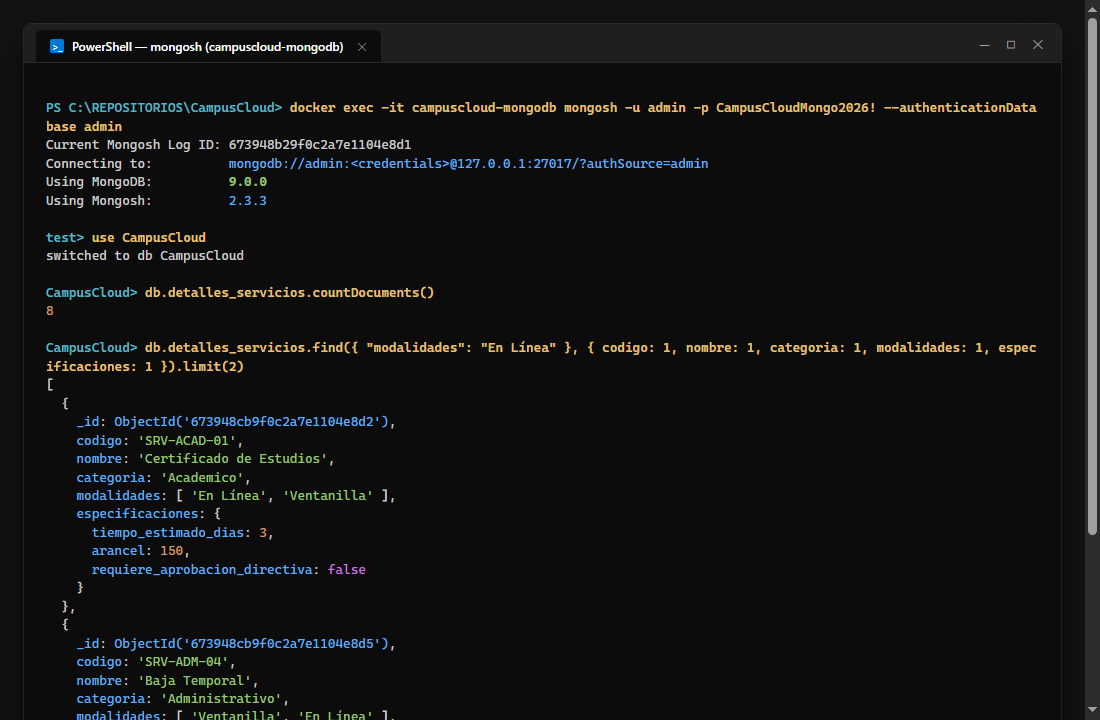 PowerShell — mongosh (campuscloud-mongodb)
PS C:\REPOSITORIOS\CampusCloud> docker exec -it campuscloud-mongodb mongosh -u admin -p CampusCloudMongo2026! --authenticationData
base admin
Current Mongosh Log ID: 673948b29f0c2a7e1104e8d1
Connecting to:          mongodb://admin:<credentials>@127.0.0.1:27017/?authSource=admin
Using MongoDB:          9.0.0
Using Mongosh:          2.3.3
test> use CampusCloud
switched to db CampusCloud
CampusCloud> db.detalles_servicios.countDocuments()
8
CampusCloud> db.detalles_servicios.find({ "modalidades": "En Línea" }, { codigo: 1, nombre: 1, categoria: 1, modalidades: 1, espec
ificaciones: 1 }).limit(2)
[
  {
    _id: ObjectId('673948cb9f0c2a7e1104e8d2'),
    codigo: 'SRV-ACAD-01',
    nombre: 'Certificado de Estudios',
    categoria: 'Academico',
    modalidades: [ 'En Línea', 'Ventanilla' ],
    especificaciones: {
      tiempo_estimado_dias: 3,
      arancel: 150,
      requiere_aprobacion_directiva: false
    }
  },
  {
    _id: ObjectId('673948cb9f0c2a7e1104e8d5'),
    codigo: 'SRV-ADM-04',
    nombre: 'Baja Temporal',
    categoria: 'Administrativo',
    modalidades: [ 'Ventanilla', 'En Línea' ],